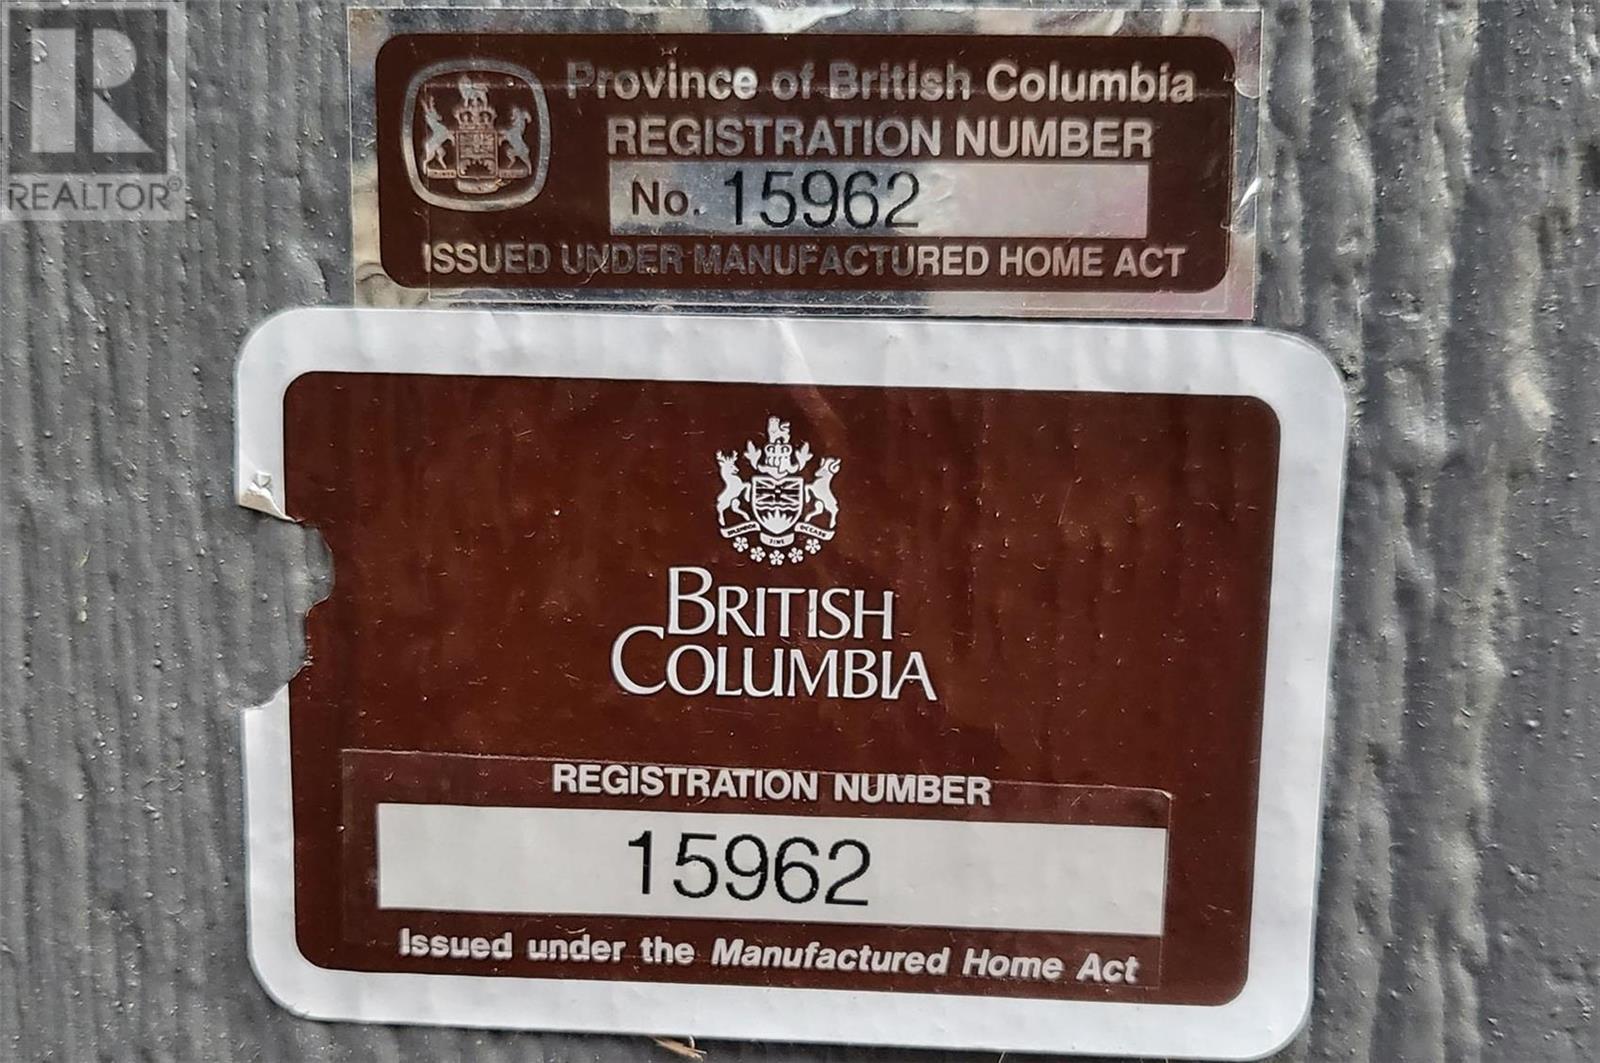 R
REALTOR®
Province of British Columbia
REGISTRATION NUMBER
No. 15962
ISSUED UNDER MANUFACTURED HOME ACT
BRITISH
COLUMBIA
REGISTRATION NUMBER
15962
Issued under the Manufactured Home Act